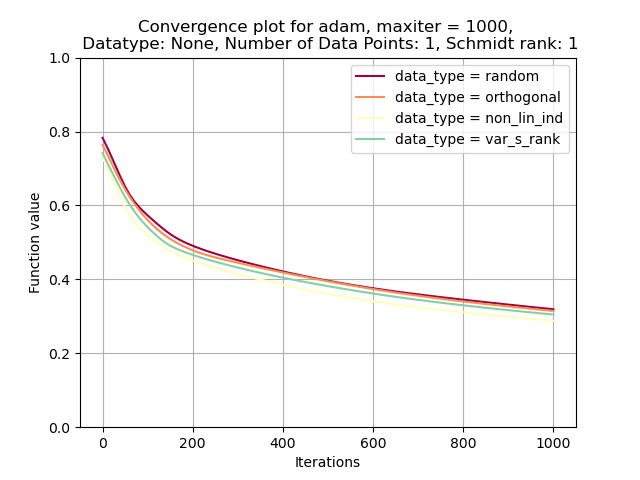 Convergence plot for adam, maxiter = 1000,
Datatype: None, Number of Data Points: 1, Schmidt rank: 1
data_type = random
data_type = orthogonal
data_type = non_lin_ind
data_type = var_s_rank
Function value
1.0
0.8
0.6
0.4
0.2
0.0
0 200 400 600 800 1000
Iterations